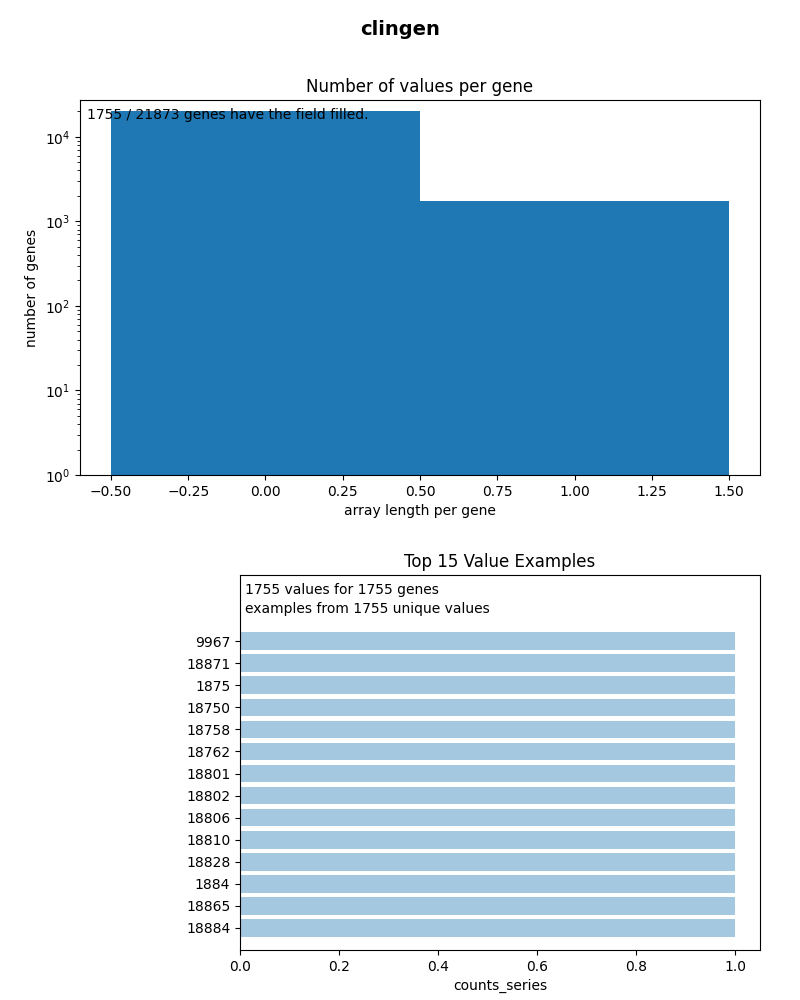 clingen
Number of values per gene
1755 / 21873 genes have the field filled.
number of genes
10^4
10^3
10^2
10^1
10^0
−0.50 −0.25 0.00 0.25 0.50 0.75 1.00 1.25 1.50
array length per gene
Top 15 Value Examples
1755 values for 1755 genes
examples from 1755 unique values
9967
18871
1875
18750
18758
18762
18801
18802
18806
18810
18828
1884
18865
18884
0.0 0.2 0.4 0.6 0.8 1.0
counts_series